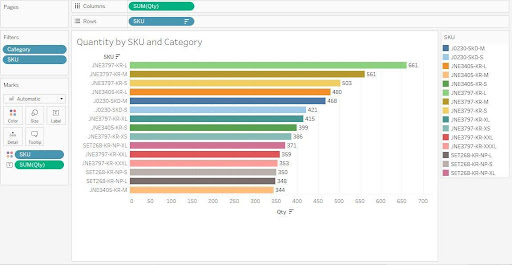 Pages
Columns
SUM(Qty)
Rows
SKU
Filters
Category
SKU
Marks
Automatic
Color
Size
Label
Detail
Tooltip
SKU
SUM(Qty)
Quantity by SKU and Category
SKU
JNE3797-KR-L 661
JNE3797-KR-M 561
JNE3797-KR-S 503
JNE3405-KR-L 480
J0230-SKD-M 468
J0230-SKD-S 421
JNE3797-KR-XL 415
JNE3405-KR-S 399
JNE3797-KR-XS 386
SET268-KR-NP-XL 371
JNE3797-KR-XXL 359
JNE3797-KR-XXXL 353
SET268-KR-NP-S 350
SET268-KR-NP-L 348
JNE3405-KR-M 344
0 50 100 150 200 250 300 350 400 450 500 550 600 650 700
Qty
SKU
J0230-SKD-M
J0230-SKD-S
JNE3405-KR-L
JNE3405-KR-M
JNE3405-KR-S
JNE3797-KR-L
JNE3797-KR-M
JNE3797-KR-S
JNE3797-KR-XL
JNE3797-KR-XS
JNE3797-KR-XXL
JNE3797-KR-XXXL
SET268-KR-NP-L
SET268-KR-NP-S
SET268-KR-NP-XL